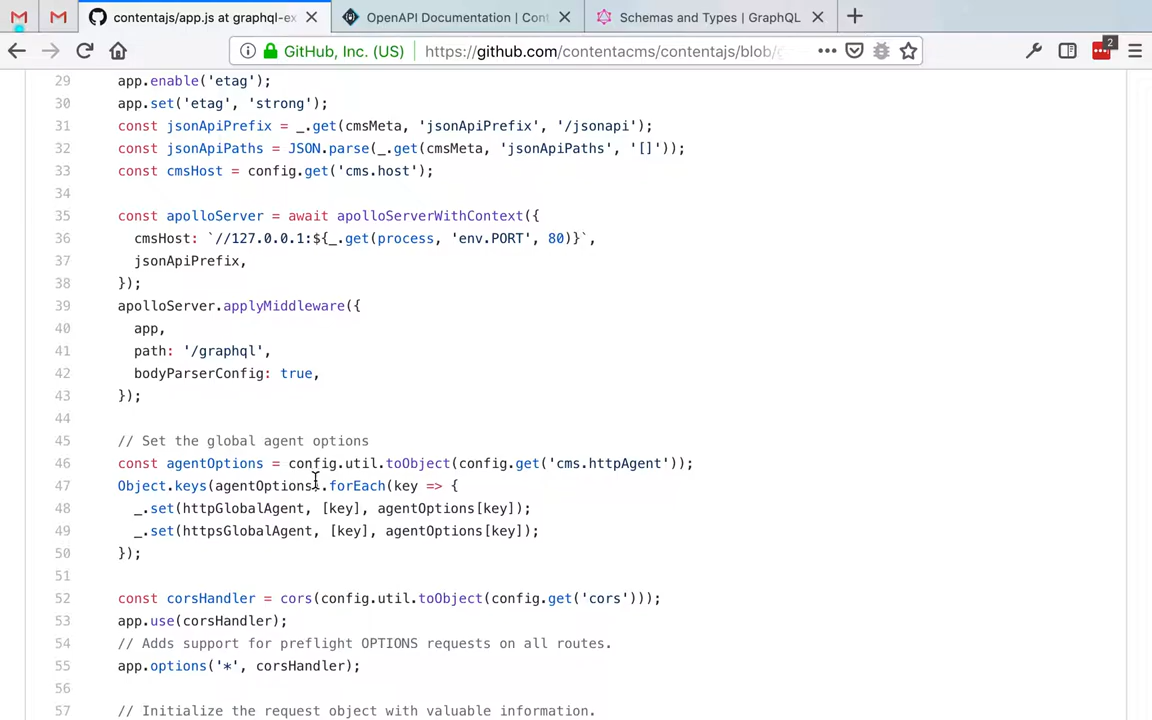 contentajs/app.js at graphql-ex
OpenAPI Documentation | Con
Schemas and Types | GraphQL
GitHub, Inc. (US)
https://github.com/contentacms/contentajs/blob/g
2
29 app.enable('etag');
30 app.set('etag', 'strong');
31 const jsonApiPrefix = _.get(cmsMeta, 'jsonApiPrefix', '/jsonapi');
32 const jsonApiPaths = JSON.parse(_.get(cmsMeta, 'jsonApiPaths', '[]'));
33 const cmsHost = config.get('cms.host');
34
35 const apolloServer = await apolloServerWithContext({
36 cmsHost: `//127.0.0.1:${_.get(process, 'env.PORT', 80)}`,
37 jsonApiPrefix,
38 });
39 apolloServer.applyMiddleware({
40 app,
41 path: '/graphql',
42 bodyParserConfig: true,
43 });
44
45 // Set the global agent options
46 const agentOptions = config.util.toObject(config.get('cms.httpAgent'));
47 Object.keys(agentOptions).forEach(key => {
48 _.set(httpGlobalAgent, [key], agentOptions[key]);
49 _.set(httpsGlobalAgent, [key], agentOptions[key]);
50 });
51
52 const corsHandler = cors(config.util.toObject(config.get('cors')));
53 app.use(corsHandler);
54 // Adds support for preflight OPTIONS requests on all routes.
55 app.options('*', corsHandler);
56
57 // Initialize the request object with valuable information.